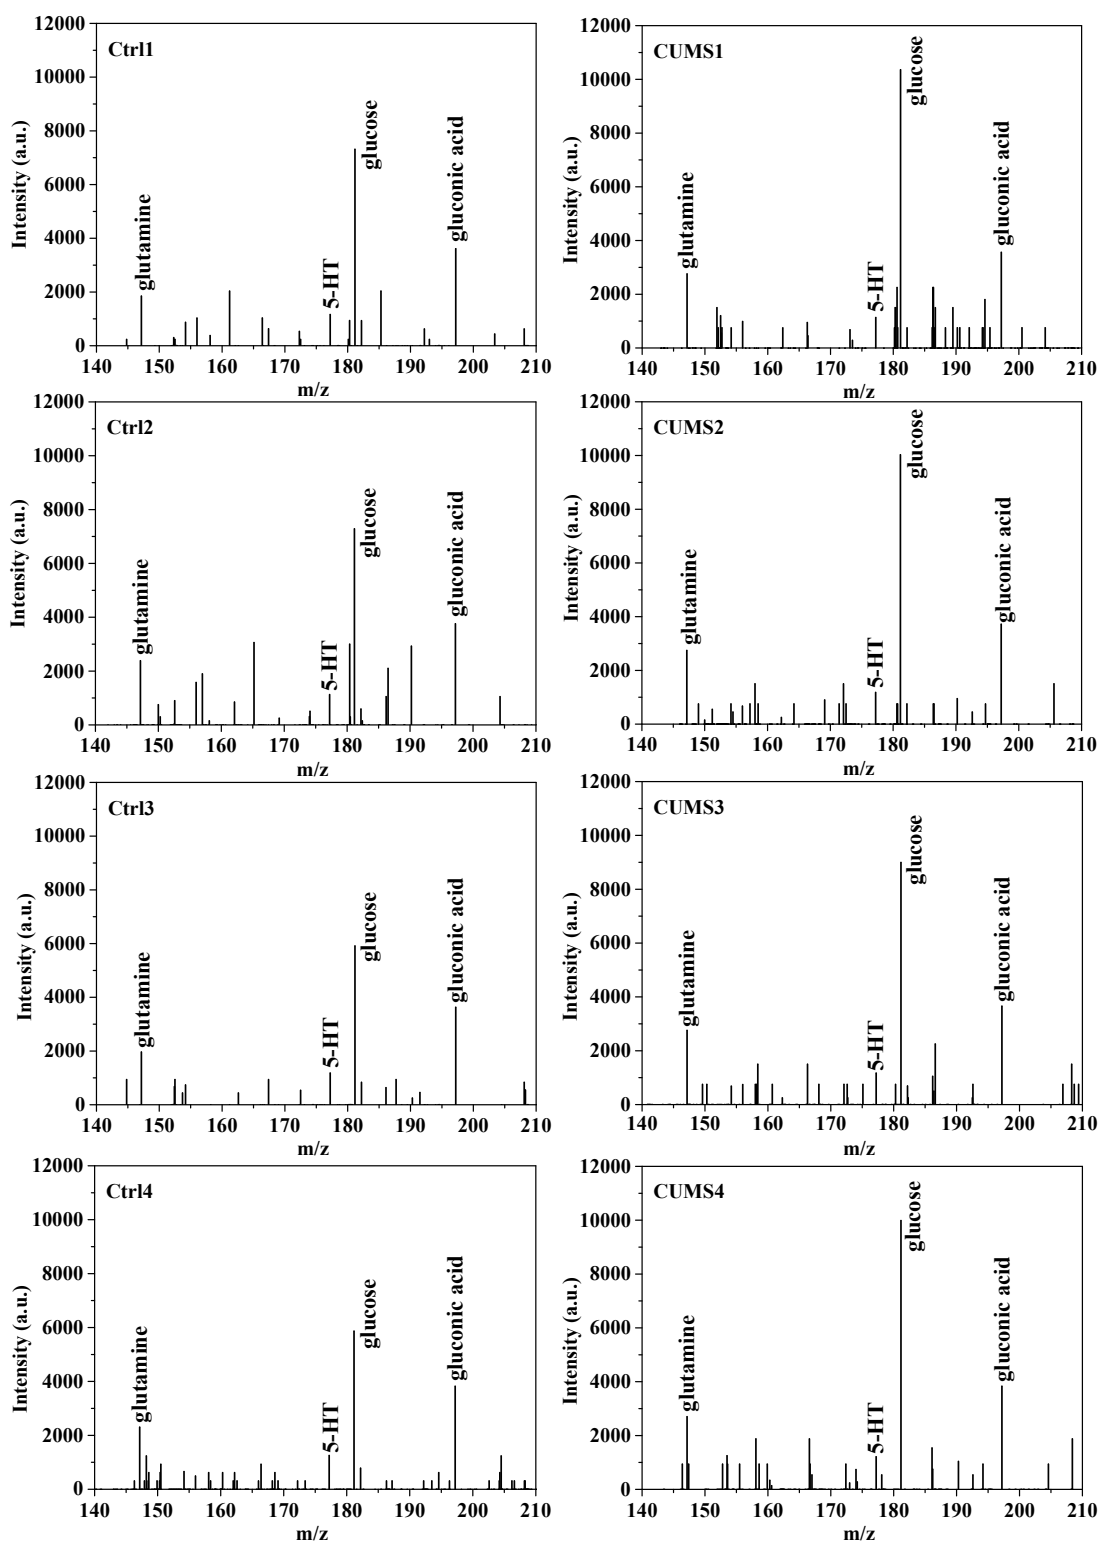 Ctrl1
Intensity (a.u.)
12000
10000
8000
6000
4000
2000
0
glutamine
5-HT
glucose
gluconic acid
140 150 160 170 180 190 200 210
m/z
CUMS1
Intensity (a.u.)
12000
10000
8000
6000
4000
2000
0
glutamine
5-HT
glucose
gluconic acid
140 150 160 170 180 190 200 210
m/z
Ctrl2
Intensity (a.u.)
12000
10000
8000
6000
4000
2000
0
glutamine
5-HT
glucose
gluconic acid
140 150 160 170 180 190 200 210
m/z
CUMS2
Intensity (a.u.)
12000
10000
8000
6000
4000
2000
0
glutamine
5-HT
glucose
gluconic acid
140 150 160 170 180 190 200 210
m/z
Ctrl3
Intensity (a.u.)
12000
10000
8000
6000
4000
2000
0
glutamine
5-HT
glucose
gluconic acid
140 150 160 170 180 190 200 210
m/z
CUMS3
Intensity (a.u.)
12000
10000
8000
6000
4000
2000
0
glutamine
5-HT
glucose
gluconic acid
140 150 160 170 180 190 200 210
m/z
Ctrl4
Intensity (a.u.)
12000
10000
8000
6000
4000
2000
0
glutamine
5-HT
glucose
gluconic acid
140 150 160 170 180 190 200 210
m/z
CUMS4
Intensity (a.u.)
12000
10000
8000
6000
4000
2000
0
glutamine
5-HT
glucose
gluconic acid
140 150 160 170 180 190 200 210
m/z